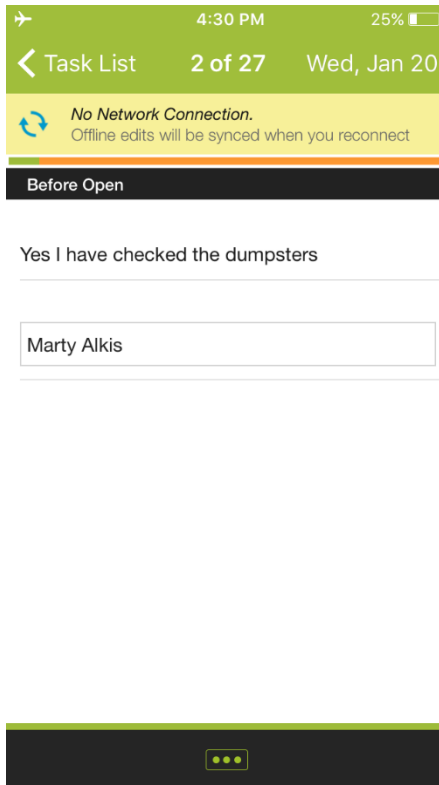 4:30 PM 25%
Task List 2 of 27 Wed, Jan 20
No Network Connection.
Offline edits will be synced when you reconnect
Before Open
Yes I have checked the dumpsters
Marty Alkis